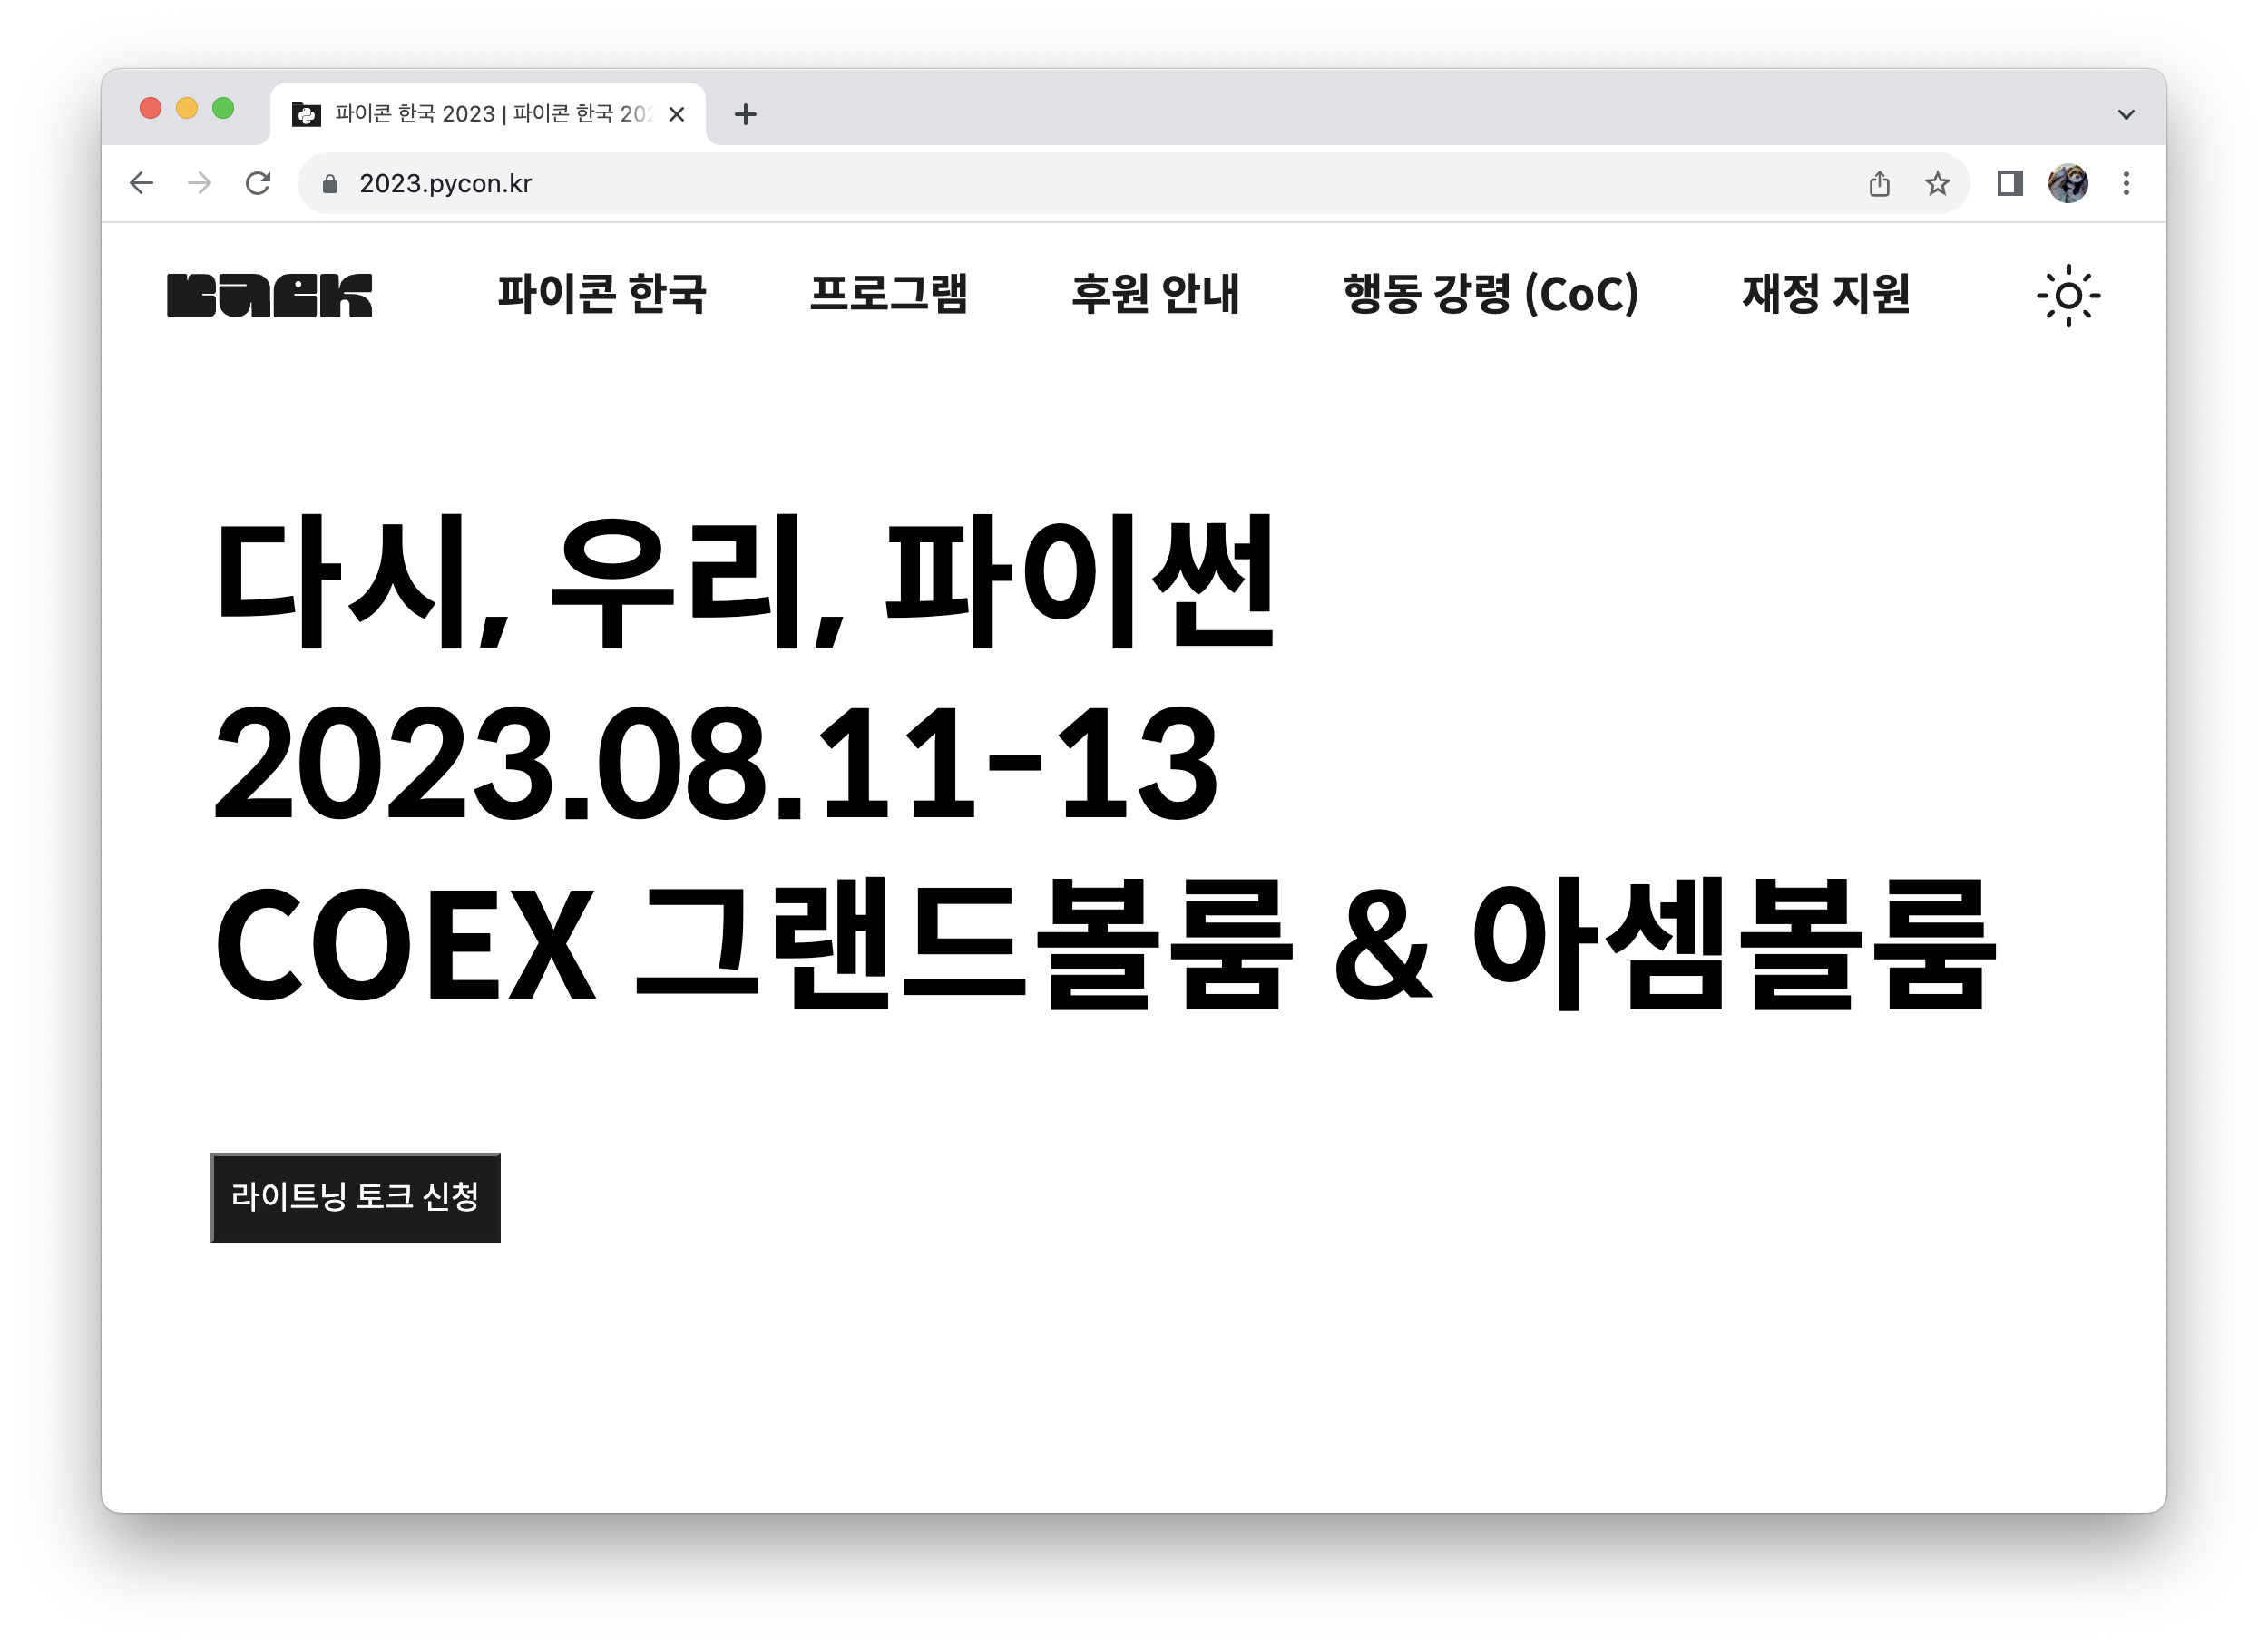 파이콘 한국 2023 | 파이콘 한국 202
2023.pycon.kr
BACK 파이콘 한국 프로그램 후원 안내 행동 강령 (CoC) 재정 지원
다시, 우리, 파이썬
2023.08.11-13
COEX 그랜드볼룸 & 아셈볼룸
라이트닝 토크 신청